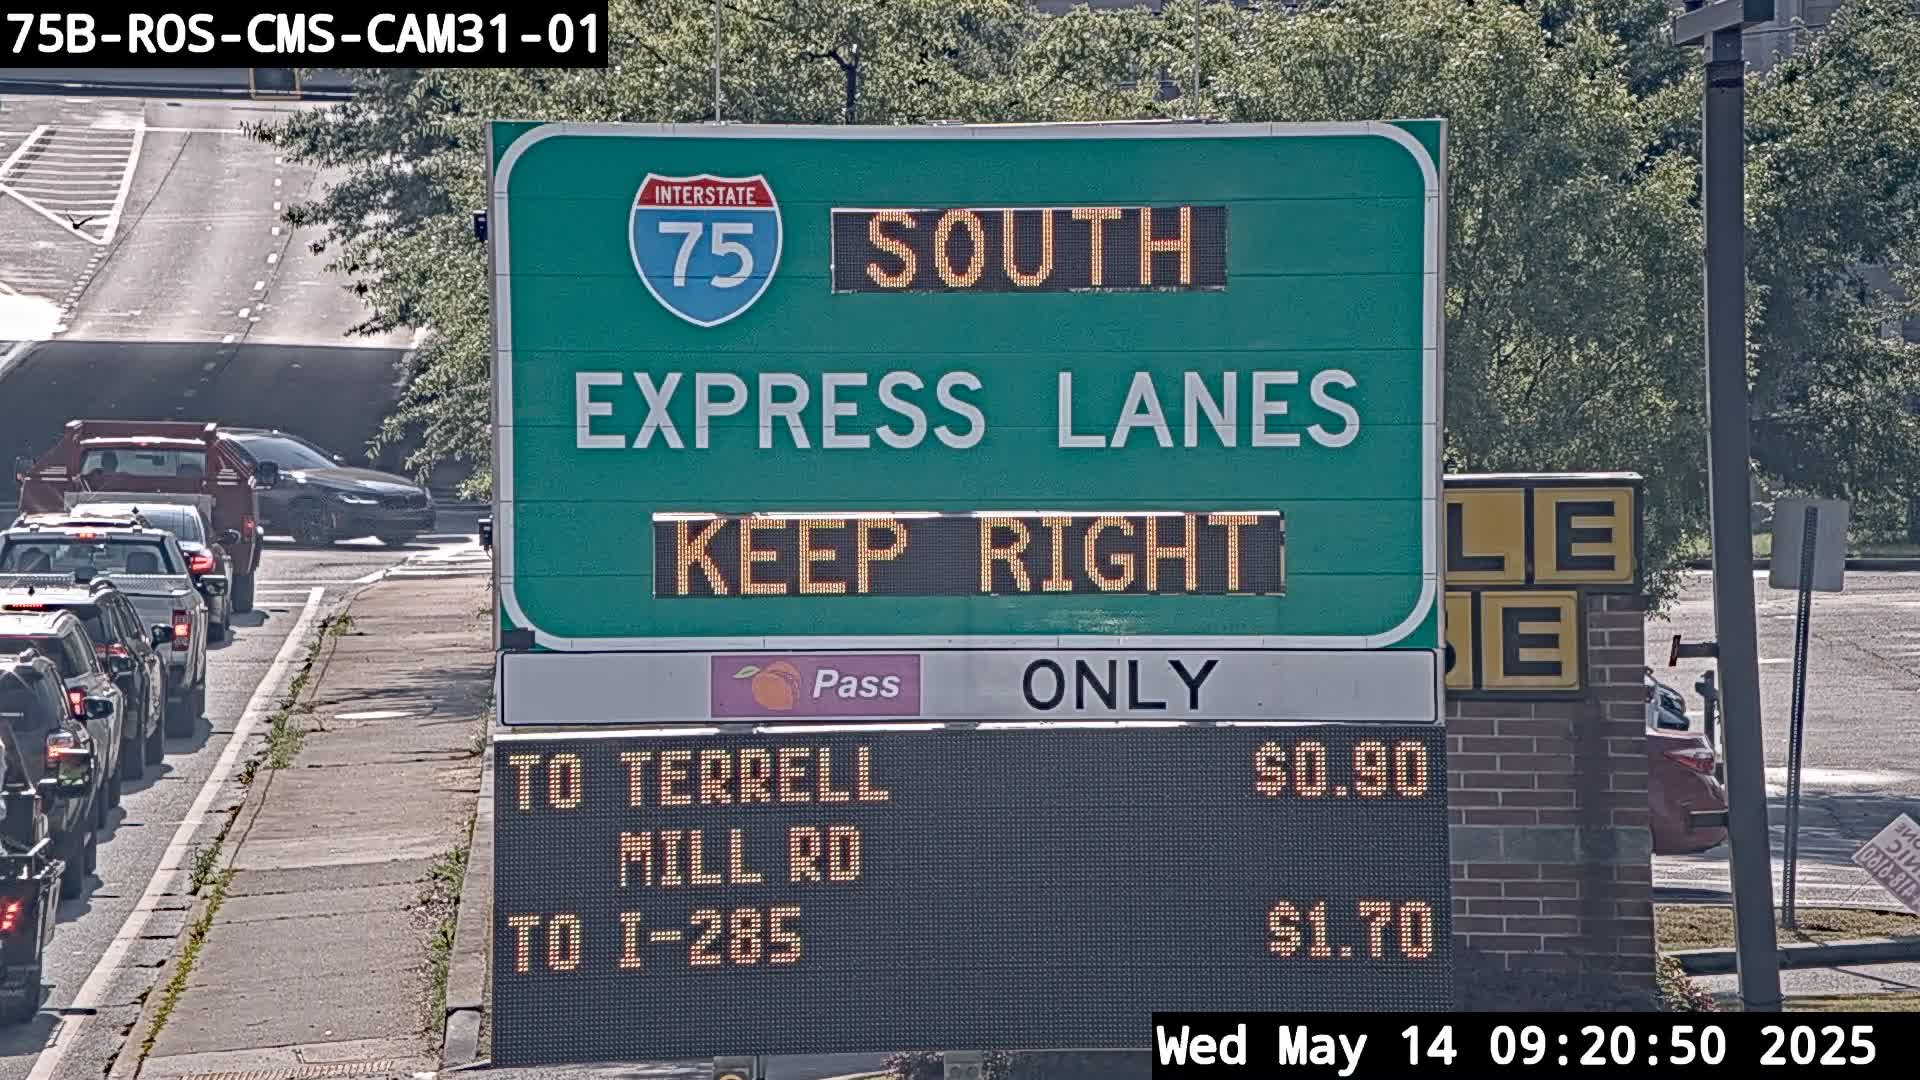 75B-ROS-CMS-CAM31-01
INTERSTATE
75
SOUTH
EXPRESS LANES
KEEP RIGHT
Pass ONLY
TO TERRELL $0.90
MILL RD
TO I-285 $1.70
LE
E
Wed May 14 09:20:50 2025